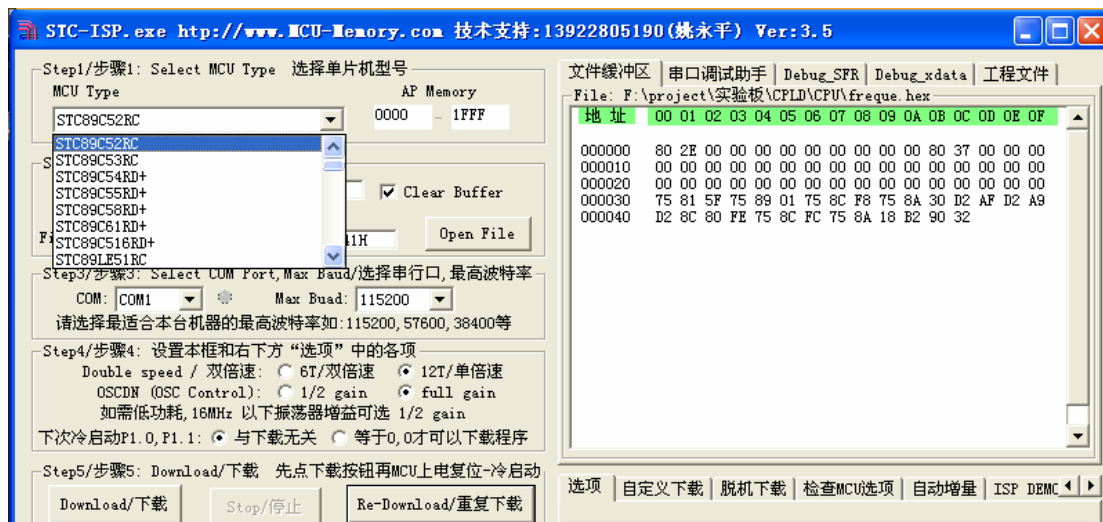 STC-ISP.exe http://www.MCU-Memory.com 技术支持:13922805190(姚永平) Ver:3.5
Step1/步骤1: Select MCU Type 选择单片机型号
MCU Type AP Memory
STC89C52RC
0000 - 1FFF
STC89C52RC
STC89C53RC
STC89C54RD+
STC89C55RD+
STC89C58RD+
STC89C61RD+
STC89C516RD+
STC89LE51RC
Clear Buffer
41H Open File
Step3/步骤3: Select COM Port,Max Baud/选择串行口,最高波特率
COM: COM1 Max Buad: 115200
请选择最适合本台机器的最高波特率如:115200,57600,38400等
Step4/步骤4: 设置本框和右下方“选项”中的各项
Double speed / 双倍速: 6T/双倍速 12T/单倍速
OSCDN (OSC Control): 1/2 gain full gain
如需低功耗,16MHz 以下振荡器增益可选 1/2 gain
下次冷启动P1.0,P1.1: 与下载无关 等于0,0才可以下载程序
Step5/步骤5: Download/下载 先点下载按钮再MCU上电复位-冷启动
Download/下载 Stop/停止 Re-Download/重复下载
文件缓冲区 串口调试助手 Debug_SFR Debug_xdata 工程文件
File: F:\project\实验板\CPLD\CPU\freque.hex
地 址 00 01 02 03 04 05 06 07 08 09 0A 0B 0C 0D 0E 0F
000000 80 2E 00 00 00 00 00 00 00 00 00 80 37 00 00 00
000010 00 00 00 00 00 00 00 00 00 00 00 00 00 00 00 00
000020 00 00 00 00 00 00 00 00 00 00 00 00 00 00 00 00
000030 75 81 5F 75 89 01 75 8C F8 75 8A 30 D2 AF D2 A9
000040 D2 8C 80 FE 75 8C FC 75 8A 18 B2 90 32
选项 自定义下载 脱机下载 检查MCU选项 自动增量 ISP DEMC